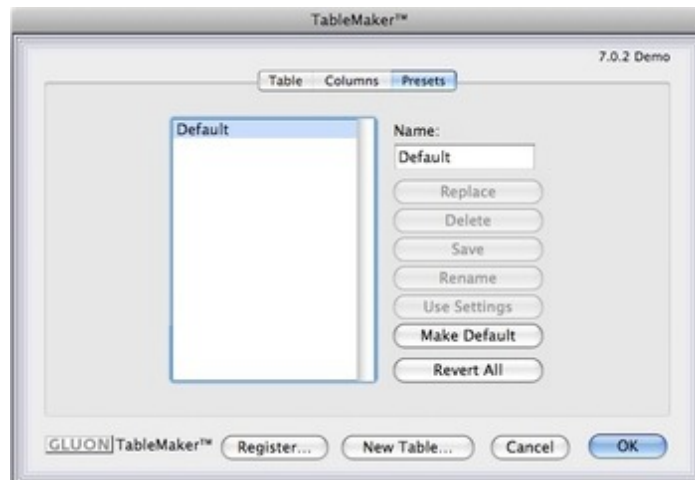 TableMaker™
7.0.2 Demo
Table Columns Presets
Default
Name:
Default
Replace
Delete
Save
Rename
Use Settings
Make Default
Revert All
GLUON TableMaker™ Register... New Table... Cancel OK